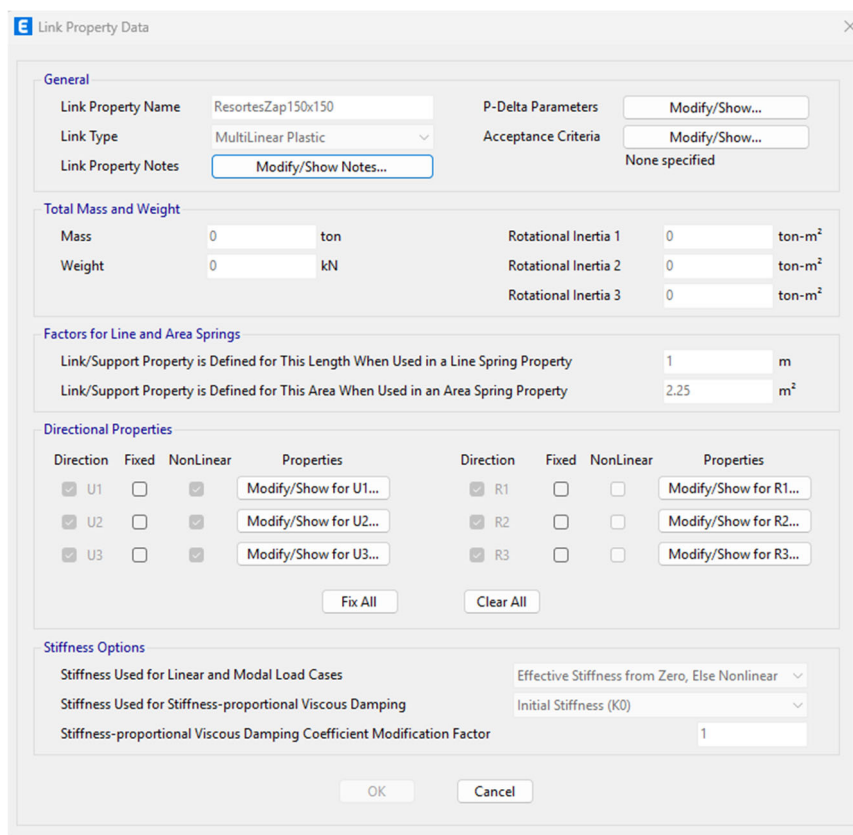 E Link Property Data
General
Link Property Name ResortesZap150x150 P-Delta Parameters Modify/Show...
Link Type MultiLinear Plastic Acceptance Criteria Modify/Show...
Link Property Notes Modify/Show Notes... None specified
Total Mass and Weight
Mass 0 ton Rotational Inertia 1 0 ton-m²
Weight 0 kN Rotational Inertia 2 0 ton-m²
Rotational Inertia 3 0 ton-m²
Factors for Line and Area Springs
Link/Support Property is Defined for This Length When Used in a Line Spring Property 1 m
Link/Support Property is Defined for This Area When Used in an Area Spring Property 2.25 m²
Directional Properties
Direction Fixed NonLinear Properties Direction Fixed NonLinear Properties
U1 Modify/Show for U1... R1 Modify/Show for R1...
U2 Modify/Show for U2... R2 Modify/Show for R2...
U3 Modify/Show for U3... R3 Modify/Show for R3...
Fix All Clear All
Stiffness Options
Stiffness Used for Linear and Modal Load Cases Effective Stiffness from Zero, Else Nonlinear
Stiffness Used for Stiffness-proportional Viscous Damping Initial Stiffness (K0)
Stiffness-proportional Viscous Damping Coefficient Modification Factor 1
OK Cancel